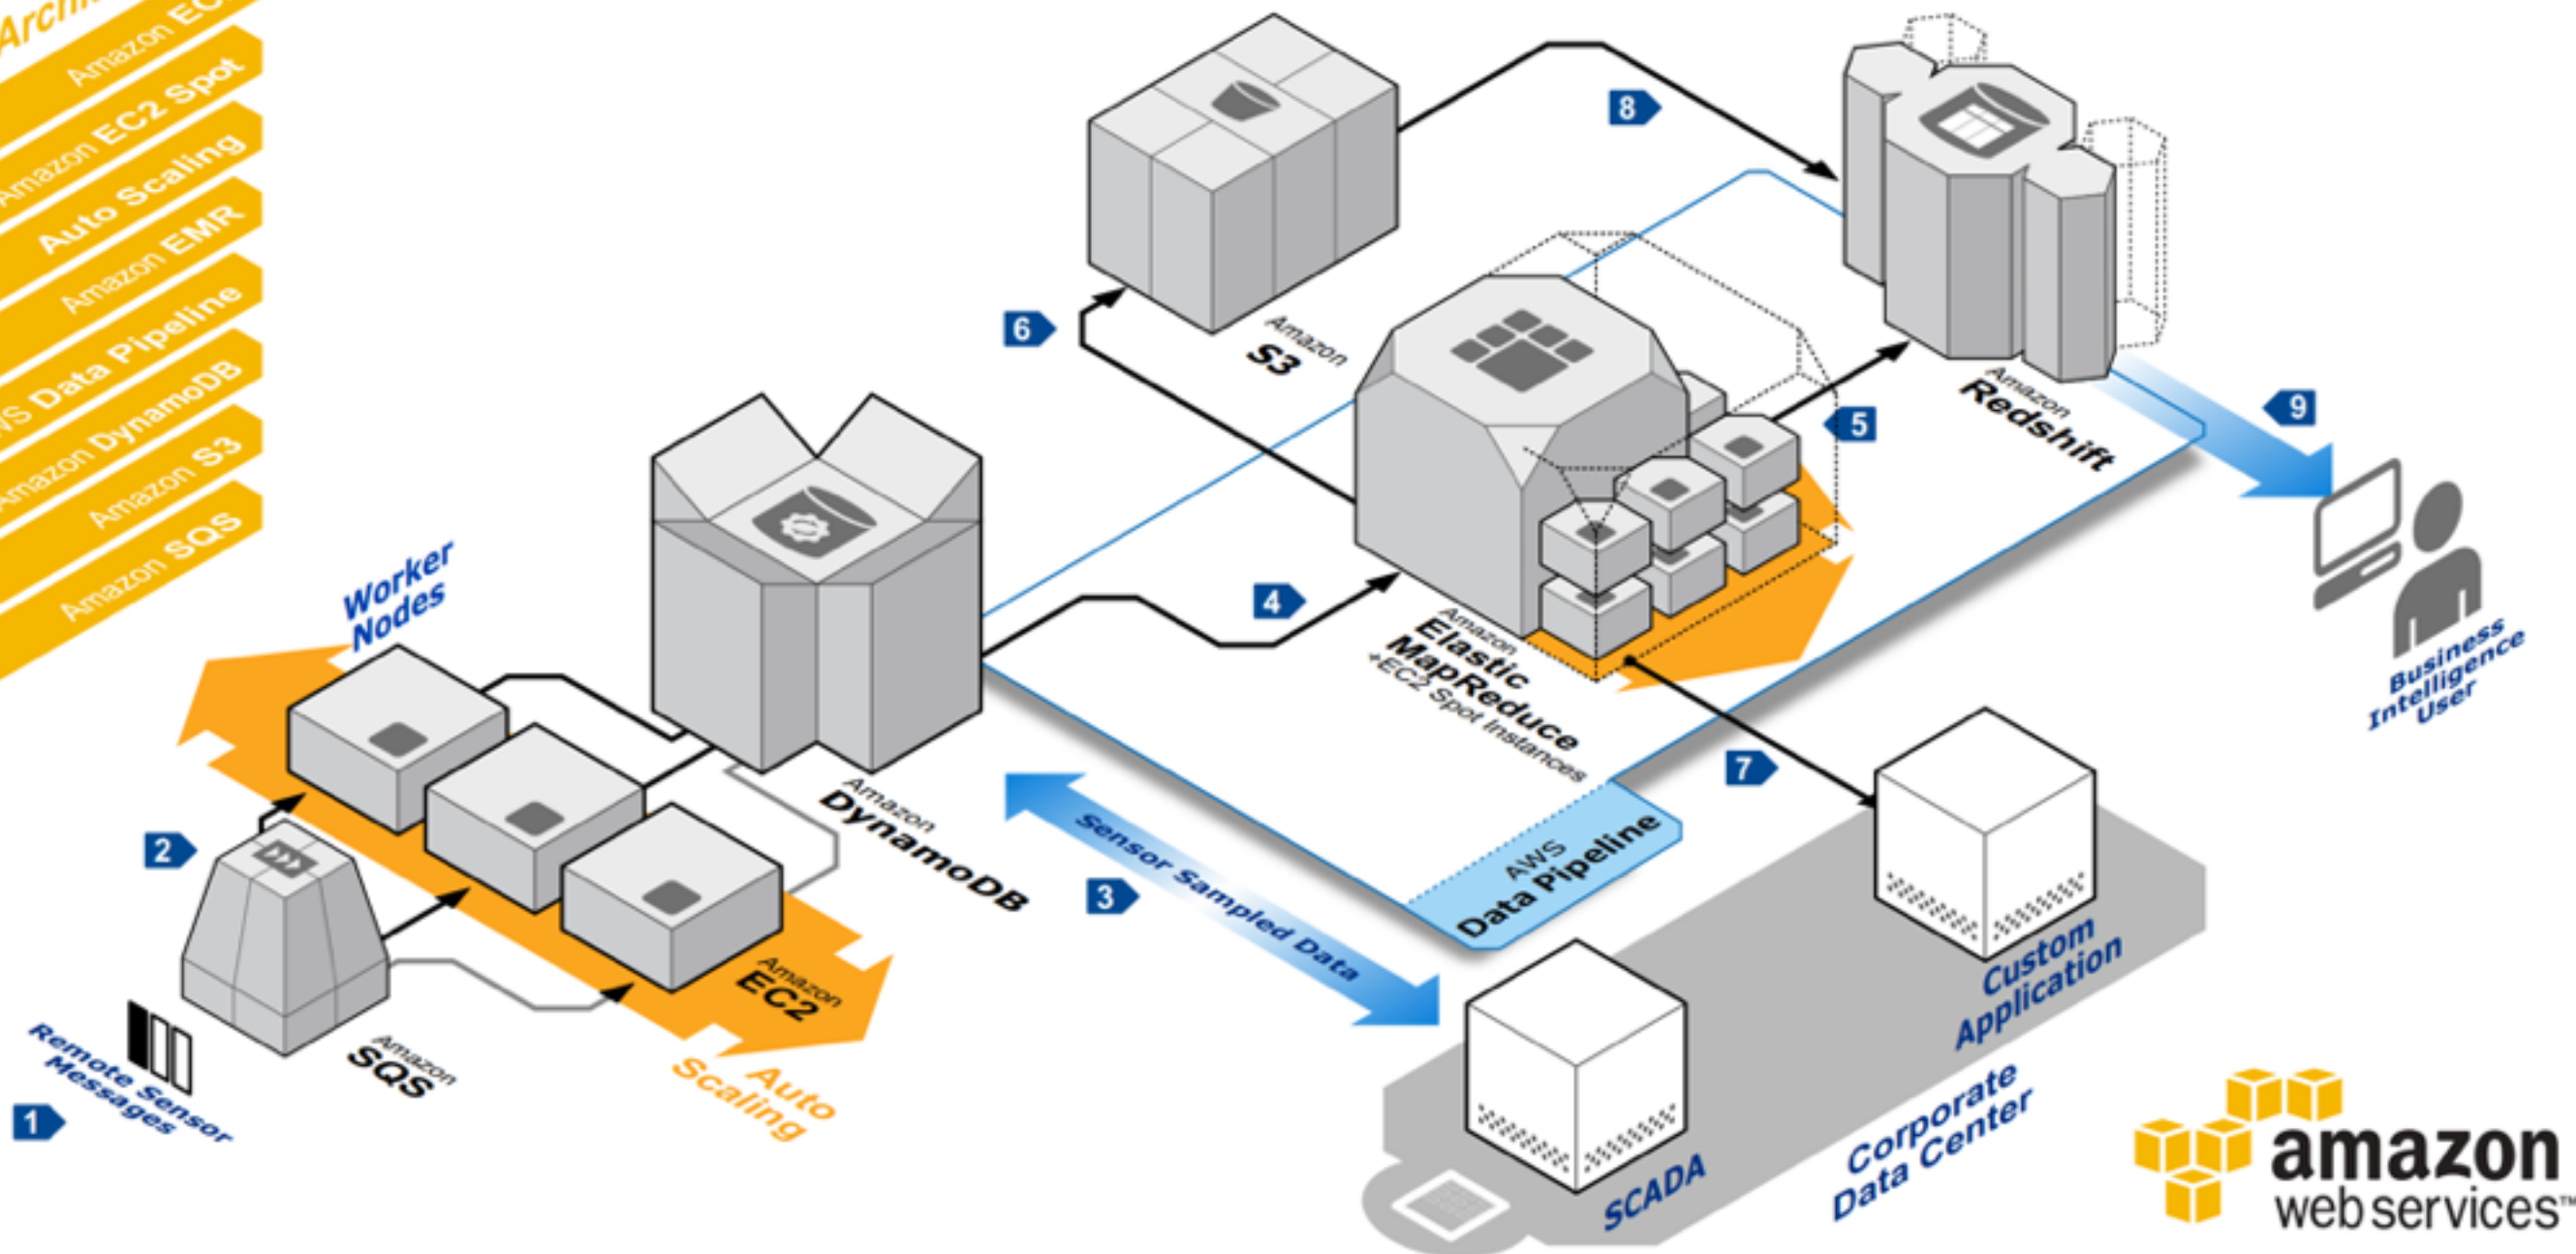 Amazon
Amazon EC2 Spot
Auto Scaling
Amazon EMR
Data Pipeline
Amazon DynamoDB
Amazon S3
Amazon SQS
Worker
Nodes
1
Remote Sensor
Messages
2
Amazon
SQS
Amazon
EC2
Auto
Scaling
Amazon
DynamoDB
3
Sensor Sampled Data
4
6
Amazon
S3
8
Amazon
Elastic
MapReduce
+EC2 Spot Instances
5
Amazon
Redshift
9
Business
Intelligence
User
7
AWS
Data Pipeline
Custom
Application
SCADA
Corporate
Data Center
amazon
web services™